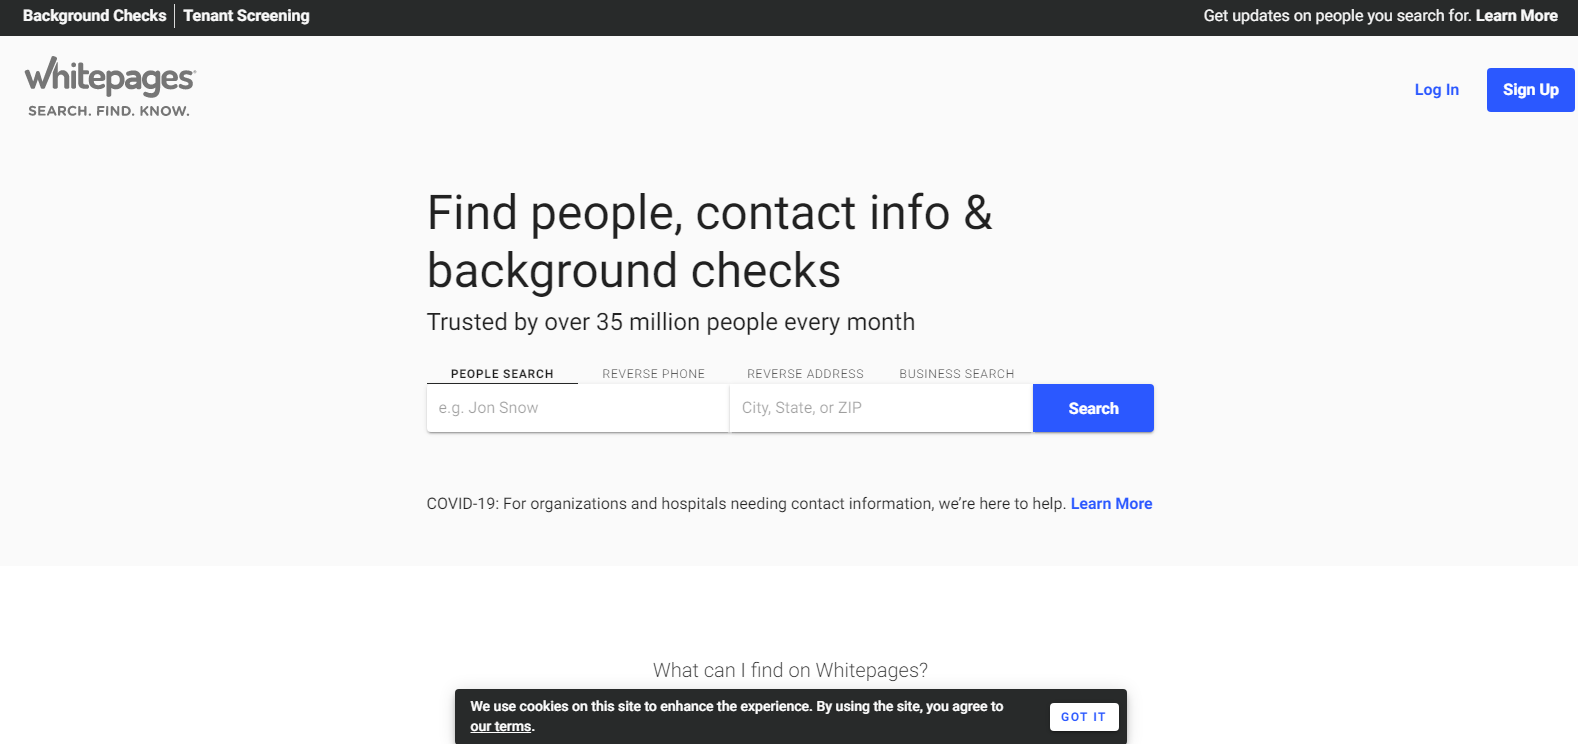 Background Checks | Tenant Screening
Get updates on people you search for. Learn More
whitepages
SEARCH. FIND. KNOW.
Log In
Sign Up
Find people, contact info &
background checks
Trusted by over 35 million people every month
PEOPLE SEARCH
REVERSE PHONE
REVERSE ADDRESS
BUSINESS SEARCH
e.g. Jon Snow
City, State, or ZIP
Search
COVID-19: For organizations and hospitals needing contact information, we’re here to help. Learn More
What can I find on Whitepages?
We use cookies on this site to enhance the experience. By using the site, you agree to
our terms.
GOT IT